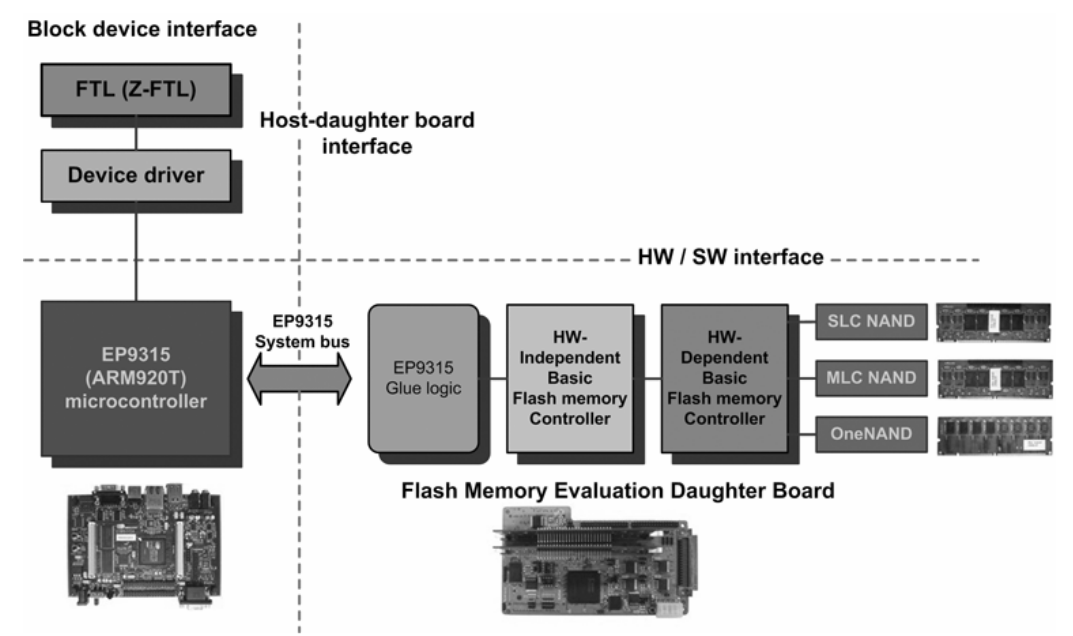 Block device interface
FTL (Z-FTL)
Host-daughter board
interface
Device driver
HW / SW interface
EP9315
(ARM920T)
microcontroller
EP9315
System bus
EP9315
Glue logic
HW-
Independent
Basic
Flash memory
Controller
HW-
Dependent
Basic
Flash memory
Controller
SLC NAND
MLC NAND
OneNAND
Flash Memory Evaluation Daughter Board